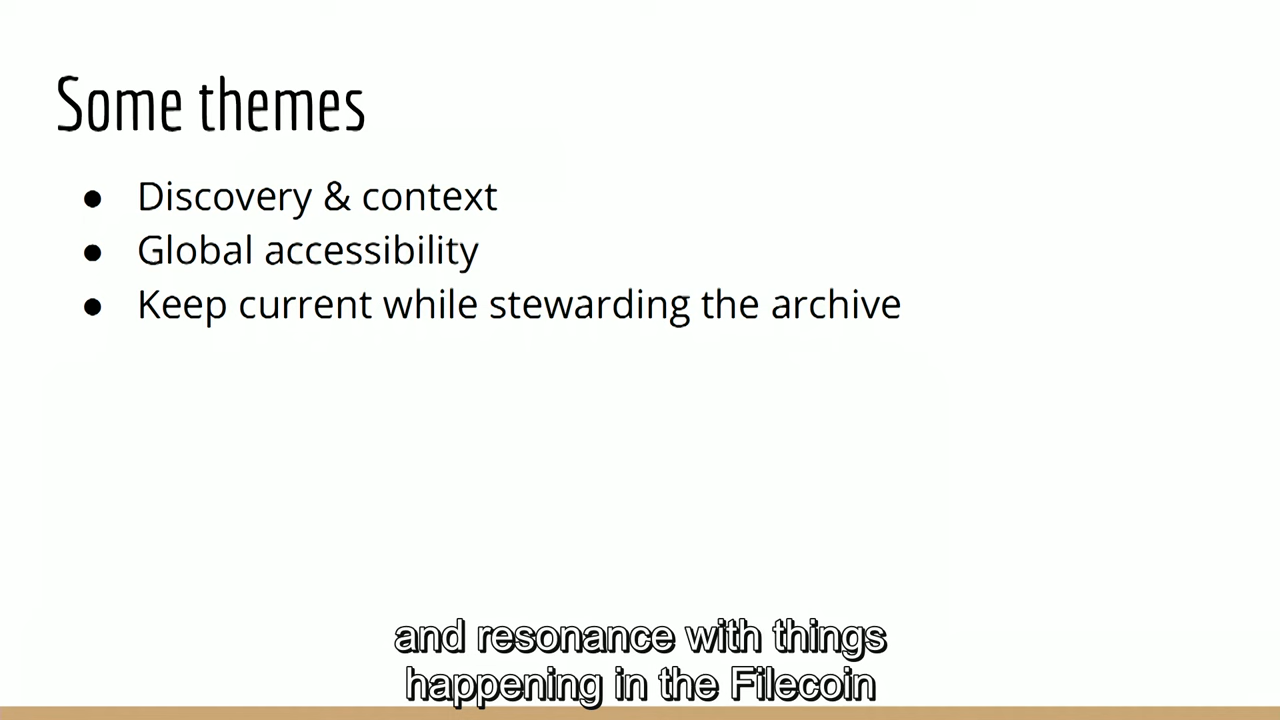 Some themes
● Discovery & context
● Global accessibility
● Keep current while stewarding the archive
and resonance with things
happening in the Filecoin